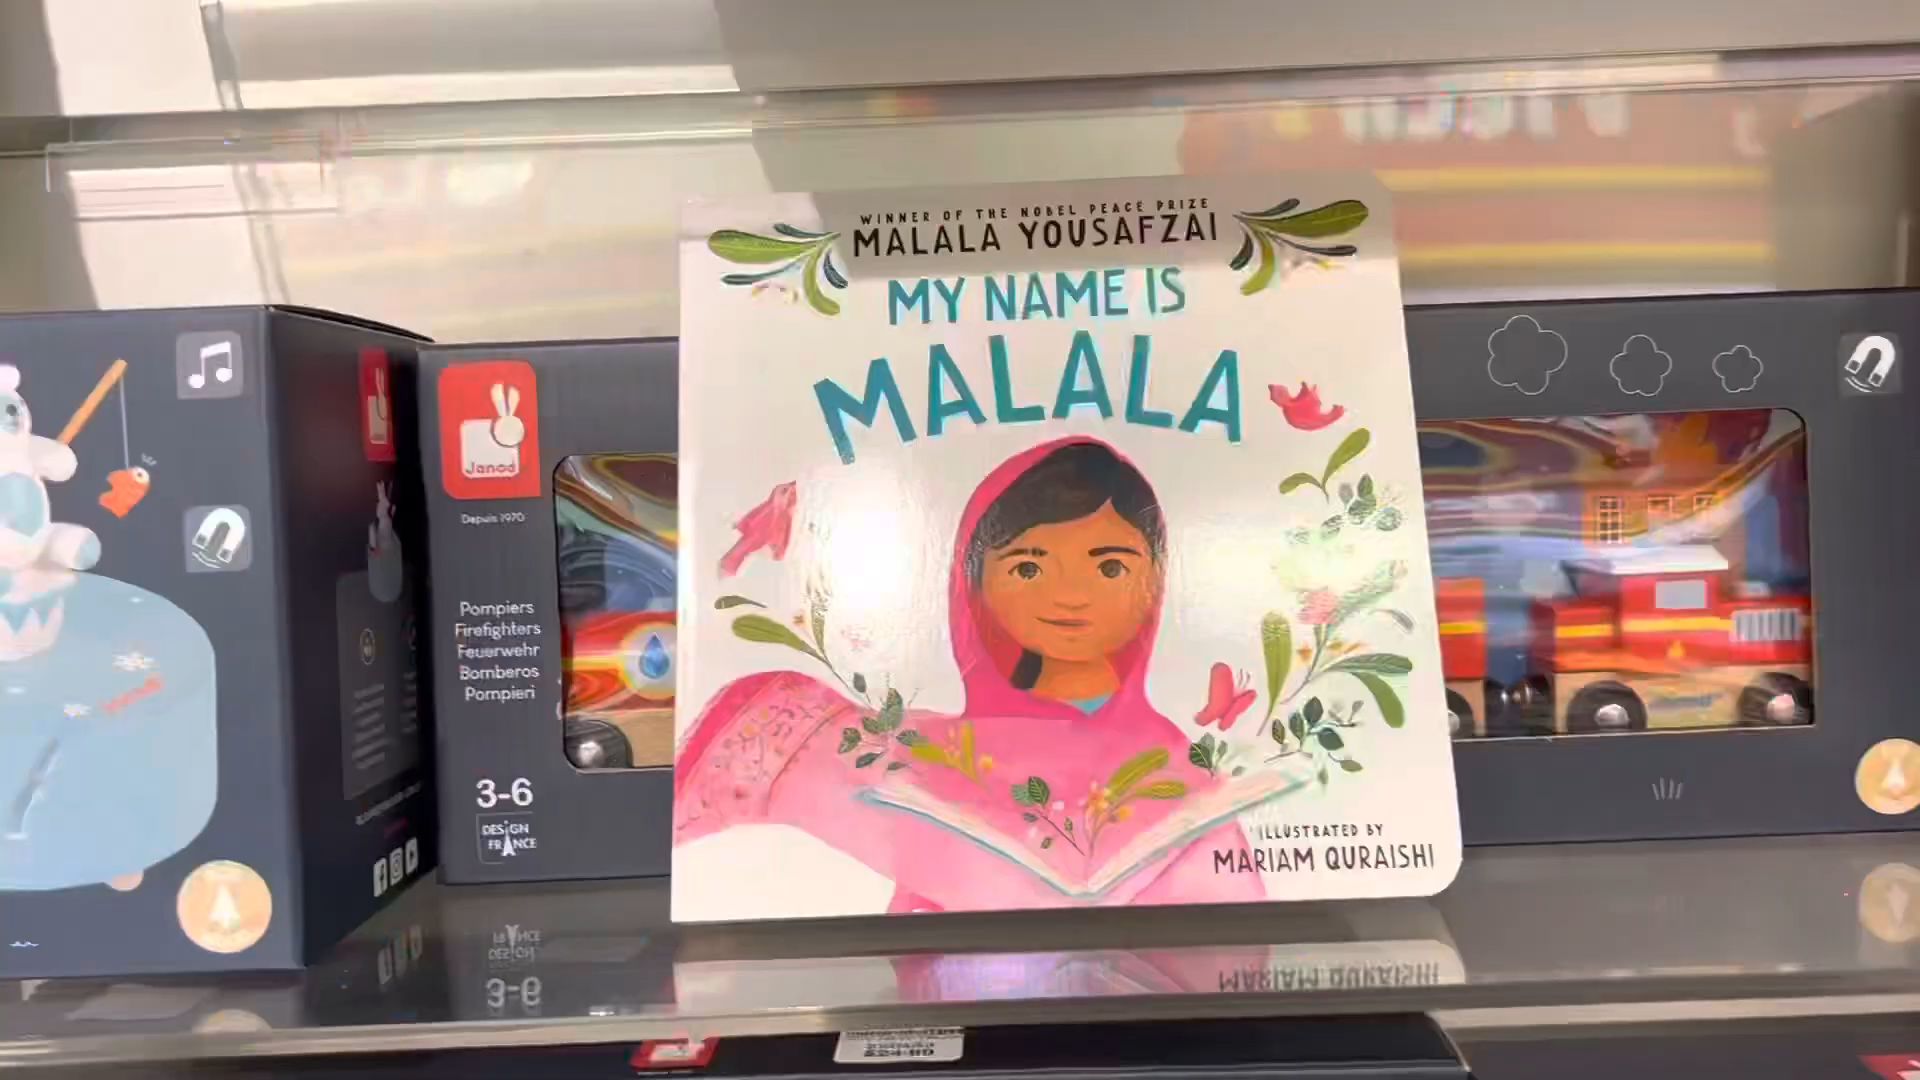 WINNER OF THE NOBEL PEACE PRIZE
MALALA YOUSAFZAI
MY NAME IS
MALALA
ILLUSTRATED BY
MARIAM QURAISHI
Janod
Depuis 1970
Pompiers
Firefighters
Feuerwehr
Bomberos
Pompieri
3-6
DESIGN
FRANCE